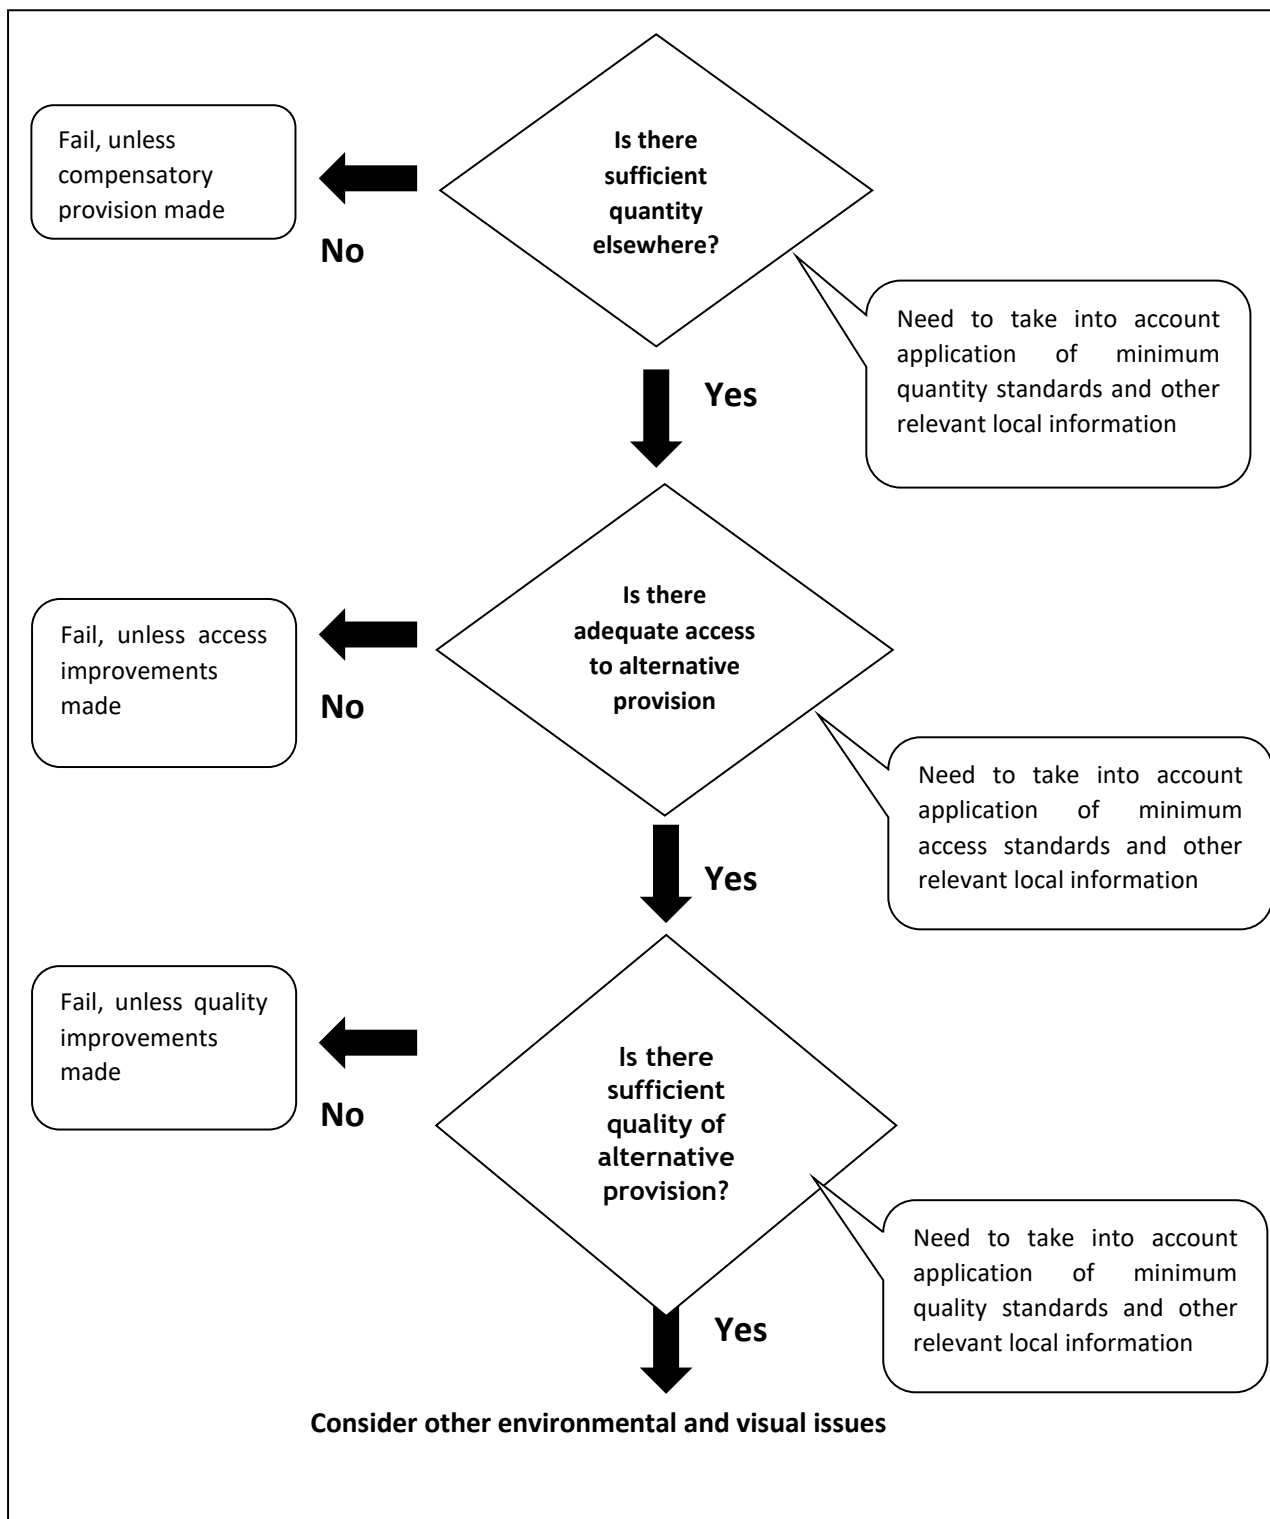 Is there
sufficient
quantity
elsewhere?
Fail, unless
compensatory
provision made
No
Need to take into account
application of minimum
quantity standards and other
relevant local information
Yes
Is there
adequate access
to alternative
provision
Fail, unless access
improvements
made
No
Need to take into account
application of minimum
access standards and other
relevant local information
Yes
Is there
sufficient
quality of
alternative
provision?
Fail, unless quality
improvements
made
No
Need to take into account
application of minimum
quality standards and other
relevant local information
Yes
Consider other environmental and visual issues